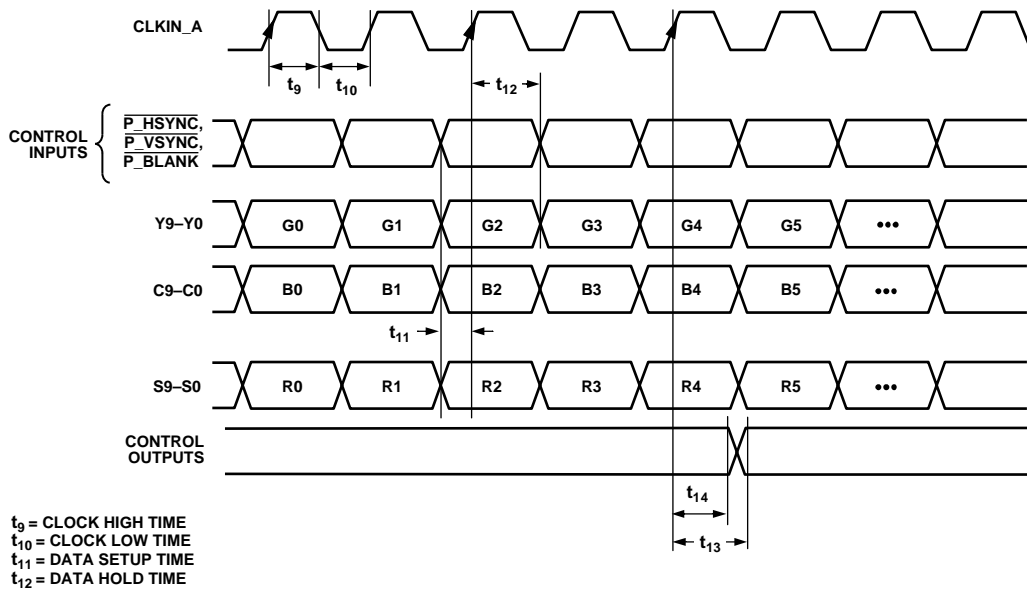 CLKIN_A
t9
t10
t12
CONTROL
INPUTS
P_HSYNC,
P_VSYNC,
P_BLANK
Y9–Y0
G0
G1
G2
G3
G4
G5
•••
C9–C0
B0
B1
B2
B3
B4
B5
•••
t11
S9–S0
R0
R1
R2
R3
R4
R5
•••
CONTROL
OUTPUTS
t14
t13
t9 = CLOCK HIGH TIME
t10 = CLOCK LOW TIME
t11 = DATA SETUP TIME
t12 = DATA HOLD TIME